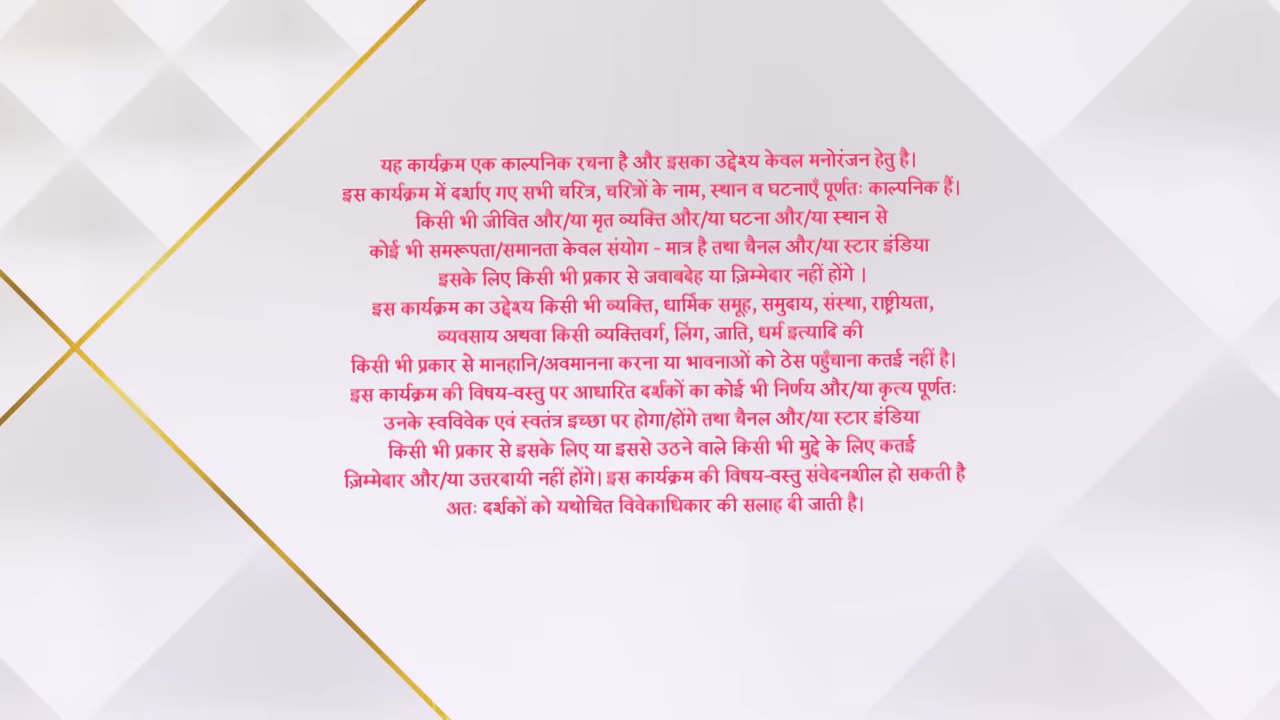 यह कार्यक्रम एक काल्पनिक रचना है और इसका उद्देश्य केवल मनोरंजन हेतु है।
इस कार्यक्रम में दर्शाए गए सभी चरित्र, चरित्रों के नाम, स्थान व घटनाएँ पूर्णतः काल्पनिक हैं।
किसी भी जीवित और/या मृत व्यक्ति और/या घटना और/या स्थान से
कोई भी समरूपता/समानता केवल संयोग - मात्र है तथा चैनल और/या स्टार इंडिया
इसके लिए किसी भी प्रकार से जवाबदेह या ज़िम्मेदार नहीं होंगे ।
इस कार्यक्रम का उद्देश्य किसी भी व्यक्ति, धार्मिक समूह, समुदाय, संस्था, राष्ट्रीयता,
व्यवसाय अथवा किसी व्यक्तिवर्ग, लिंग, जाति, धर्म इत्यादि की
किसी भी प्रकार से मानहानि/अवमानना करना या भावनाओं को ठेस पहुँचाना कतई नहीं है।
इस कार्यक्रम की विषय-वस्तु पर आधारित दर्शकों का कोई भी निर्णय और/या कृत्य पूर्णतः
उनके स्वविवेक एवं स्वतंत्र इच्छा पर होगा/होंगे तथा चैनल और/या स्टार इंडिया
किसी भी प्रकार से इसके लिए या इससे उठने वाले किसी भी मुद्दे के लिए कतई
ज़िम्मेदार और/या उत्तरदायी नहीं होंगे। इस कार्यक्रम की विषय-वस्तु संवेदनशील हो सकती है
अतः दर्शकों को यथोचित विवेकाधिकार की सलाह दी जाती है।